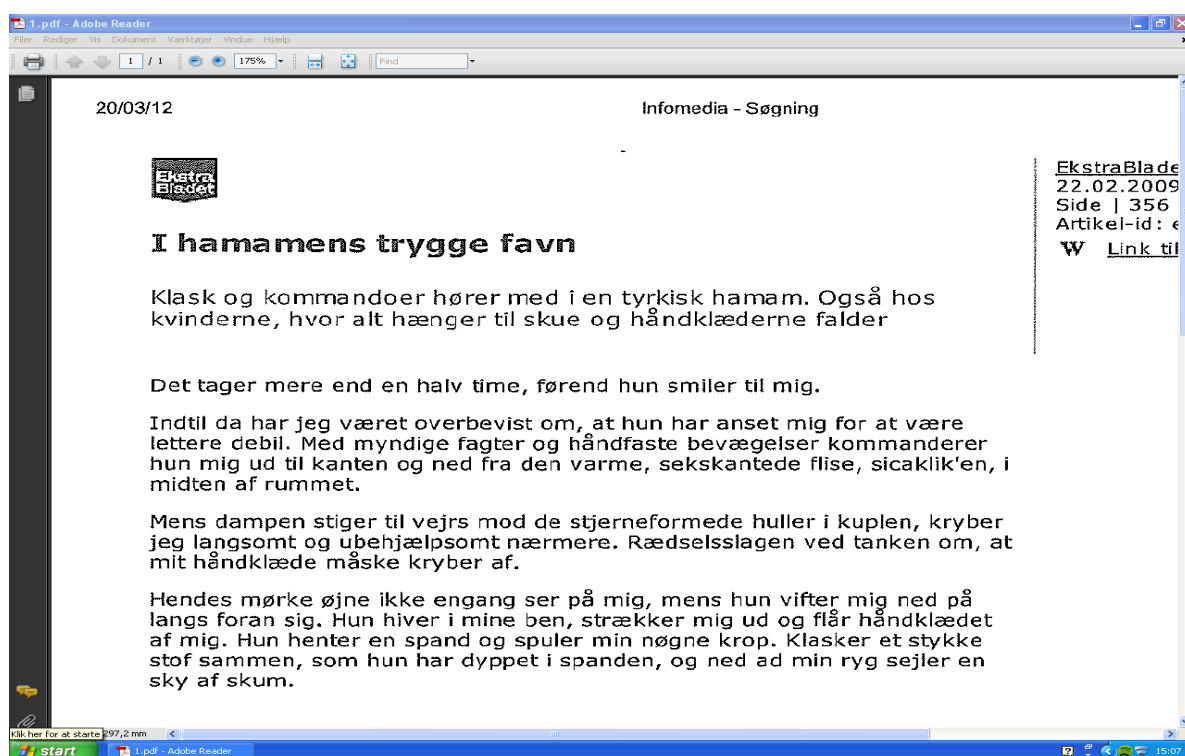 1.pdf - Adobe Reader
Filer Rediger Vis Dokument Værktøjer Vindue Hjælp
1 / 1 175% Find
20/03/12 Infomedia - Søgning
Ekstra
Bladet
EkstraBlade
22.02.2009
Side | 356
Artikel-id: e
W Link til
I hamamens trygge favn
Klask og kommandoer hører med i en tyrkisk hamam. Også hos
kvinderne, hvor alt hænger til skue og håndklæderne falder
Det tager mere end en halv time, førend hun smiler til mig.
Indtil da har jeg været overbevist om, at hun har anset mig for at være
lettere debil. Med myndige fagter og håndfaste bevægelser kommanderer
hun mig ud til kanten og ned fra den varme, sekskantede flise, sicaklik'en, i
midten af rummet.
Mens dampen stiger til vejrs mod de stjerneformede huller i kuplen, kryber
jeg langsomt og ubehjælpsomt nærmere. Rædselsslagen ved tanken om, at
mit håndklæde måske kryber af.
Hendes mørke øjne ikke engang ser på mig, mens hun vifter mig ned på
langs foran sig. Hun hiver i mine ben, strækker mig ud og flår håndklædet
af mig. Hun henter en spand og spuler min nøgne krop. Klasker et stykke
stof sammen, som hun har dyppet i spanden, og ned ad min ryg sejler en
sky af skum.
Klik her for at starte 297,2 mm
start 1.pdf - Adobe Reader 15:07